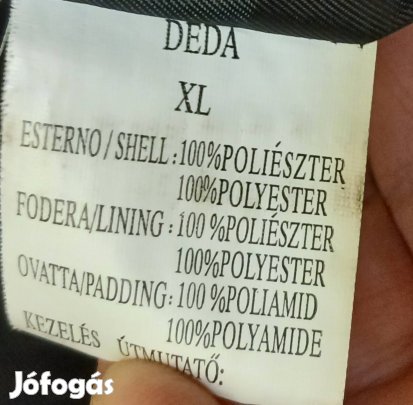 DEDA
XL
ESTERNO/SHELL:100%POLIÉSZTER
100%POLYESTER
FODERA/LINING:100%POLIÉSZTER
100%POLYESTER
OVATTA/PADDING:100%POLIAMID
100%POLYAMIDE
KEZELÉS ÚTMUTATÓ:
Jófogás